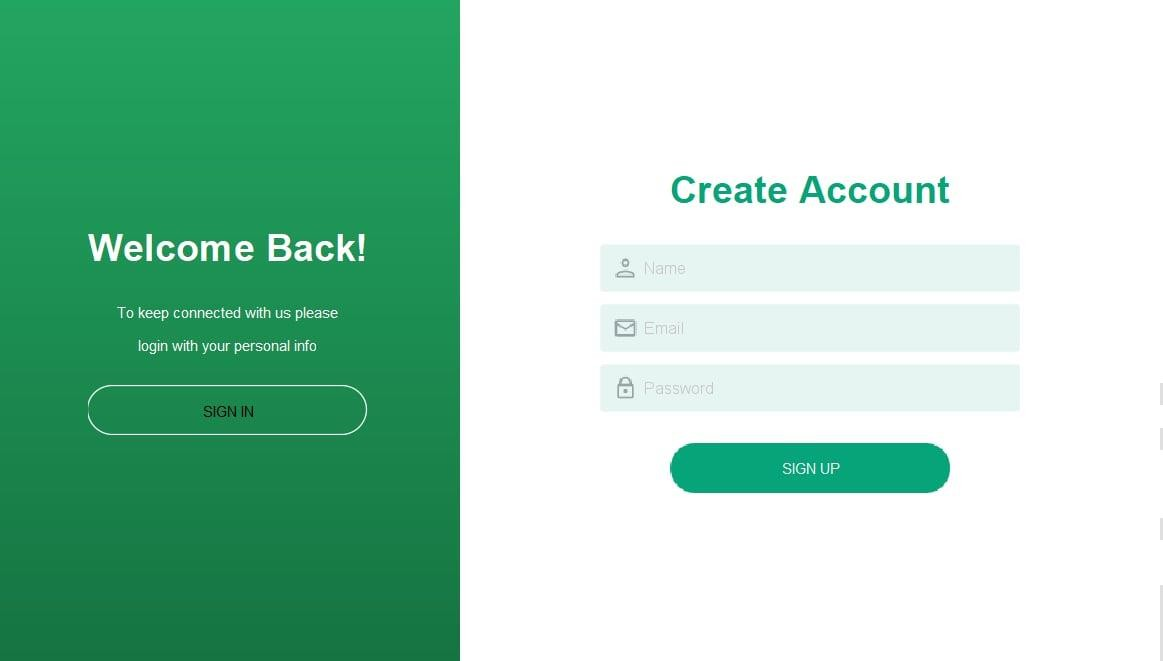 Welcome Back!
To keep connected with us please
login with your personal info
SIGN IN
Create Account
Name
Email
Password
SIGN UP